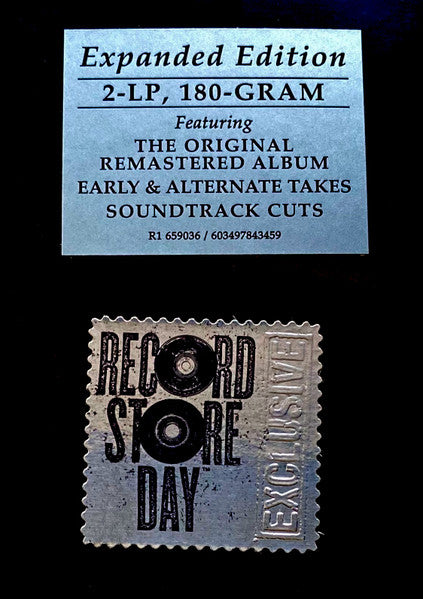 Expanded Edition
2-LP, 180-GRAM
Featuring
THE ORIGINAL
REMASTERED ALBUM
EARLY & ALTERNATE TAKES
SOUNDTRACK CUTS
R1 659036 / 603497843459
RECORD
STORE
DAY™
EXCLUSIVE